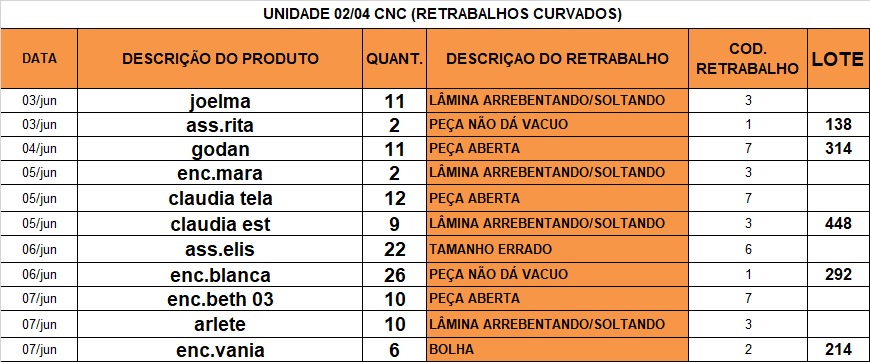 UNIDADE 02/04 CNC (RETRABALHOS CURVADOS)
DATA DESCRIÇÃO DO PRODUTO QUANT. DESCRIÇAO DO RETRABALHO COD. RETRABALHO LOTE
03/jun joelma 11 LÂMINA ARREBENTANDO/SOLTANDO 3
03/jun ass.rita 2 PEÇA NÃO DÁ VACUO 1 138
04/jun godan 11 PEÇA ABERTA 7 314
05/jun enc.mara 2 LÂMINA ARREBENTANDO/SOLTANDO 3
05/jun claudia tela 12 PEÇA ABERTA 7
05/jun claudia est 9 LÂMINA ARREBENTANDO/SOLTANDO 3 448
06/jun ass.elis 22 TAMANHO ERRADO 6
06/jun enc.blanca 26 PEÇA NÃO DÁ VACUO 1 292
07/jun enc.beth 03 10 PEÇA ABERTA 7
07/jun arlete 10 LÂMINA ARREBENTANDO/SOLTANDO 3
07/jun enc.vania 6 BOLHA 2 214